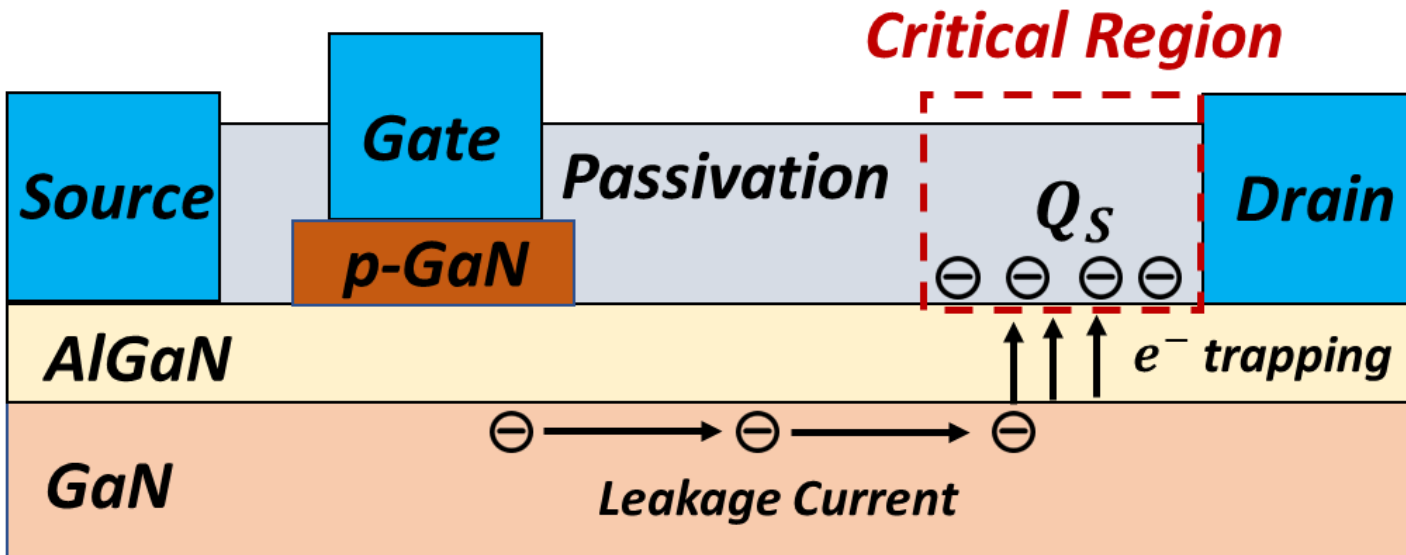 Critical Region
Gate
Source
Passivation
Q_S
Drain
p-GaN
AlGaN
e⁻ trapping
GaN
Leakage Current